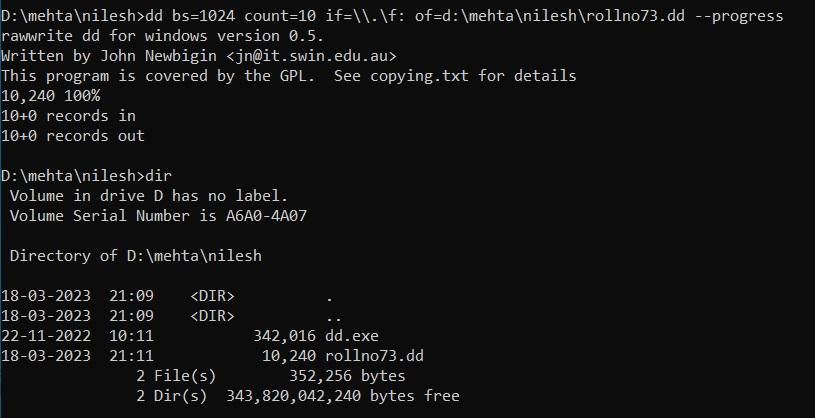 D:\mehta\nilesh>dd bs=1024 count=10 if=\\.\f: of=d:\mehta\nilesh\rollno73.dd --progress
rawwrite dd for windows version 0.5.
Written by John Newbigin <jn@it.swin.edu.au>
This program is covered by the GPL.  See copying.txt for details
10,240 100%
10+0 records in
10+0 records out
D:\mehta\nilesh>dir
 Volume in drive D has no label.
 Volume Serial Number is A6A0-4A07
 Directory of D:\mehta\nilesh
18-03-2023  21:09    <DIR>          .
18-03-2023  21:09    <DIR>          ..
22-11-2022  10:11           342,016 dd.exe
18-03-2023  21:11            10,240 rollno73.dd
               2 File(s)        352,256 bytes
               2 Dir(s)  343,820,042,240 bytes free